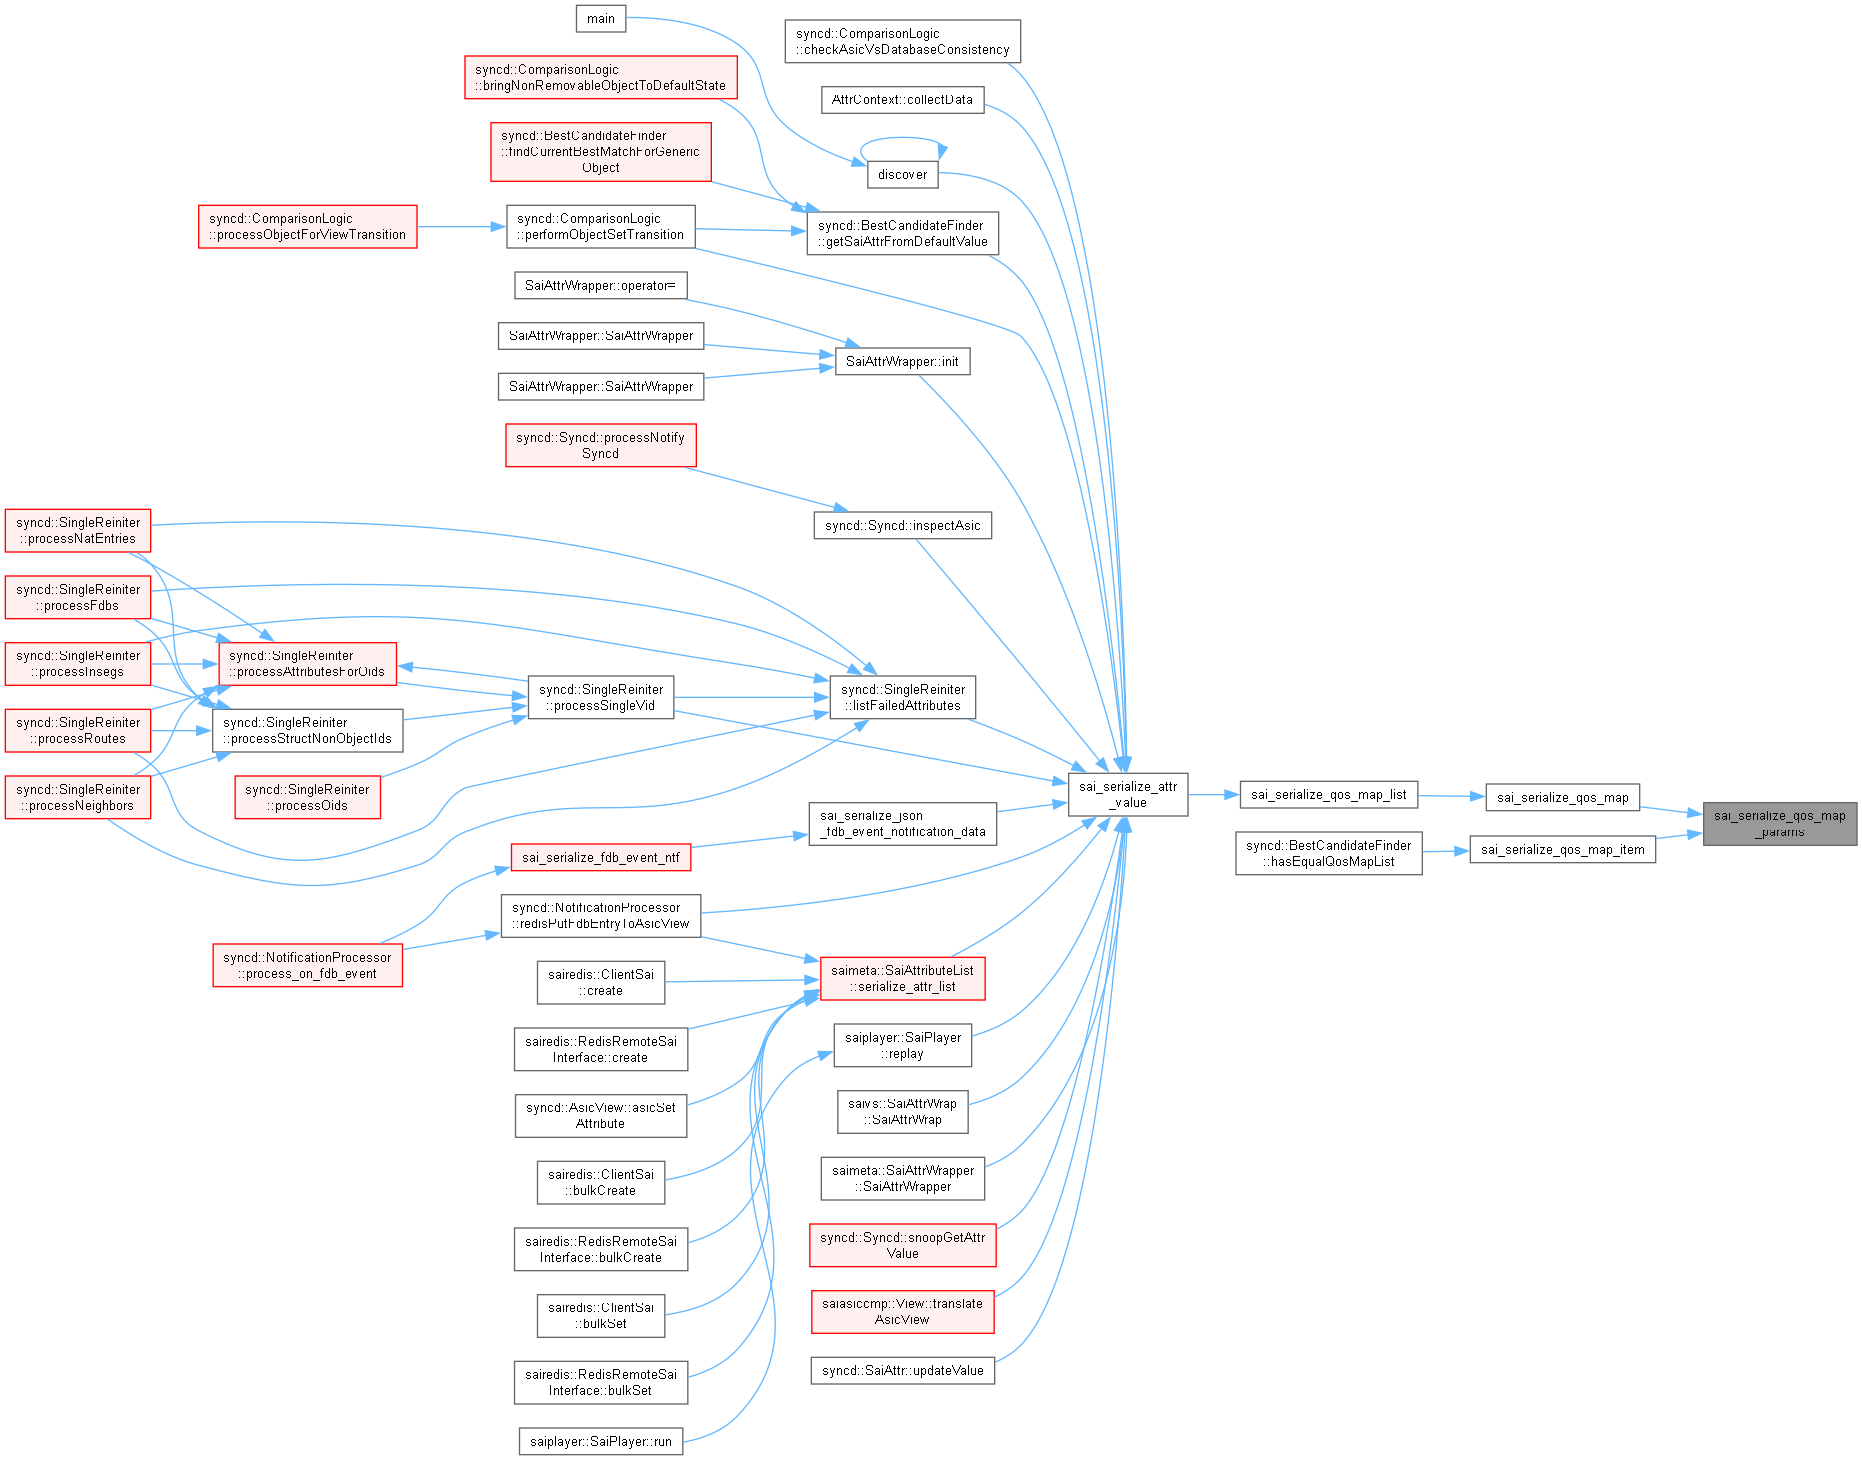 main
syncd::ComparisonLogic
::checkAsicVsDatabaseConsistency
syncd::ComparisonLogic
::bringNonRemovableObjectToDefaultState
AttrContext::collectData
syncd::BestCandidateFinder
::findCurrentBestMatchForGeneric
Object
discover
syncd::ComparisonLogic
::processObjectForViewTransition
syncd::ComparisonLogic
::performObjectSetTransition
syncd::BestCandidateFinder
::getSaiAttrFromDefaultValue
SaiAttrWrapper::operator=
SaiAttrWrapper::SaiAttrWrapper
SaiAttrWrapper::init
SaiAttrWrapper::SaiAttrWrapper
syncd::Syncd::processNotify
Syncd
syncd::Syncd::inspectAsic
syncd::SingleReiniter
::processNatEntries
syncd::SingleReiniter
::processFdbs
syncd::SingleReiniter
::processInsegs
syncd::SingleReiniter
::processAttributesForOids
syncd::SingleReiniter
::processSingleVid
syncd::SingleReiniter
::listFailedAttributes
syncd::SingleReiniter
::processRoutes
syncd::SingleReiniter
::processStructNonObjectIds
syncd::SingleReiniter
::processNeighbors
syncd::SingleReiniter
::processOids
sai_serialize_attr
_value
sai_serialize_qos_map_list
sai_serialize_qos_map
sai_serialize_qos_map
_params
sai_serialize_json
_fdb_event_notification_data
syncd::BestCandidateFinder
::hasEqualQosMapList
sai_serialize_qos_map_item
sai_serialize_fdb_event_ntf
syncd::NotificationProcessor
::redisPutFdbEntryToAsicView
syncd::NotificationProcessor
::process_on_fdb_event
sairedis::ClientSai
::create
saimeta::SaiAttributeList
::serialize_attr_list
sairedis::RedisRemoteSai
Interface::create
saiplayer::SaiPlayer
::replay
syncd::AsicView::asicSet
Attribute
saivs::SaiAttrWrap
::SaiAttrWrap
sairedis::ClientSai
::bulkCreate
saimeta::SaiAttrWrapper
::SaiAttrWrapper
sairedis::RedisRemoteSai
Interface::bulkCreate
syncd::Syncd::snoopGetAttr
Value
sairedis::ClientSai
::bulkSet
saiasiccmp::View::translate
AsicView
sairedis::RedisRemoteSai
Interface::bulkSet
syncd::SaiAttr::updateValue
saiplayer::SaiPlayer::run